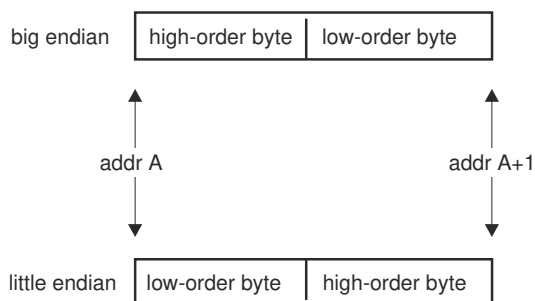 big endian high-order byte low-order byte
addr A addr A+1
little endian low-order byte high-order byte